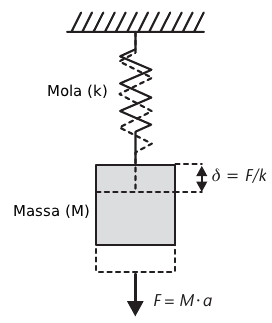 Mola (k)
δ = F/k
Massa (M)
F = M·a